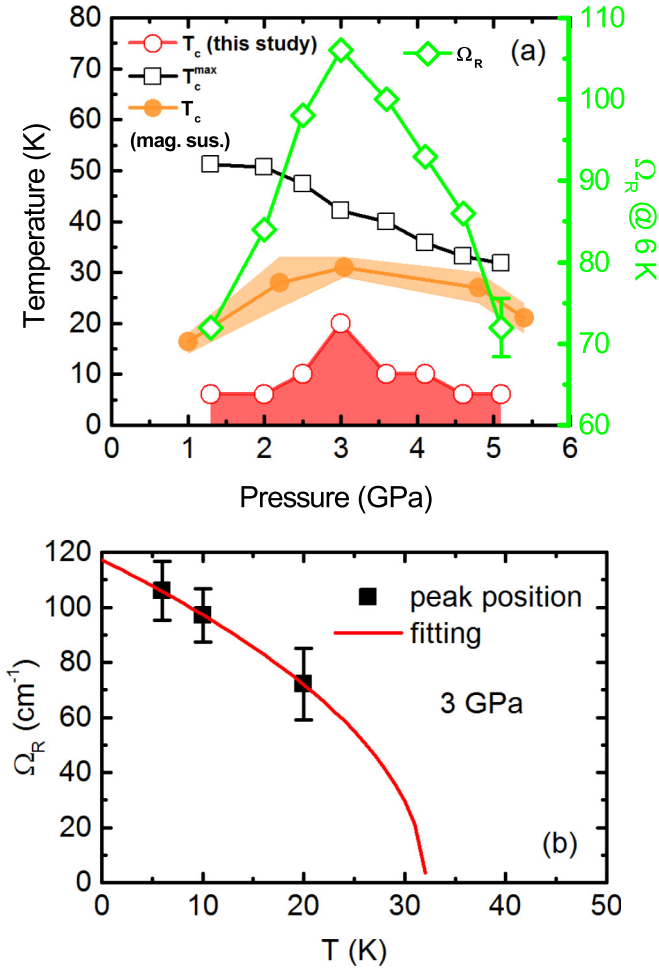 80
70
60
50
40
30
20
10
0
Temperature (K)
T_c (this study)
T_c^max
T_c
(mag. sus.)
Ω_R
(a)
110
100
90
80
70
60
Ω_R @ 6 K
0 1 2 3 4 5 6
Pressure (GPa)
120
100
80
60
40
20
0
Ω_R (cm⁻¹)
peak position
fitting
3 GPa
(b)
0 10 20 30 40 50
T (K)